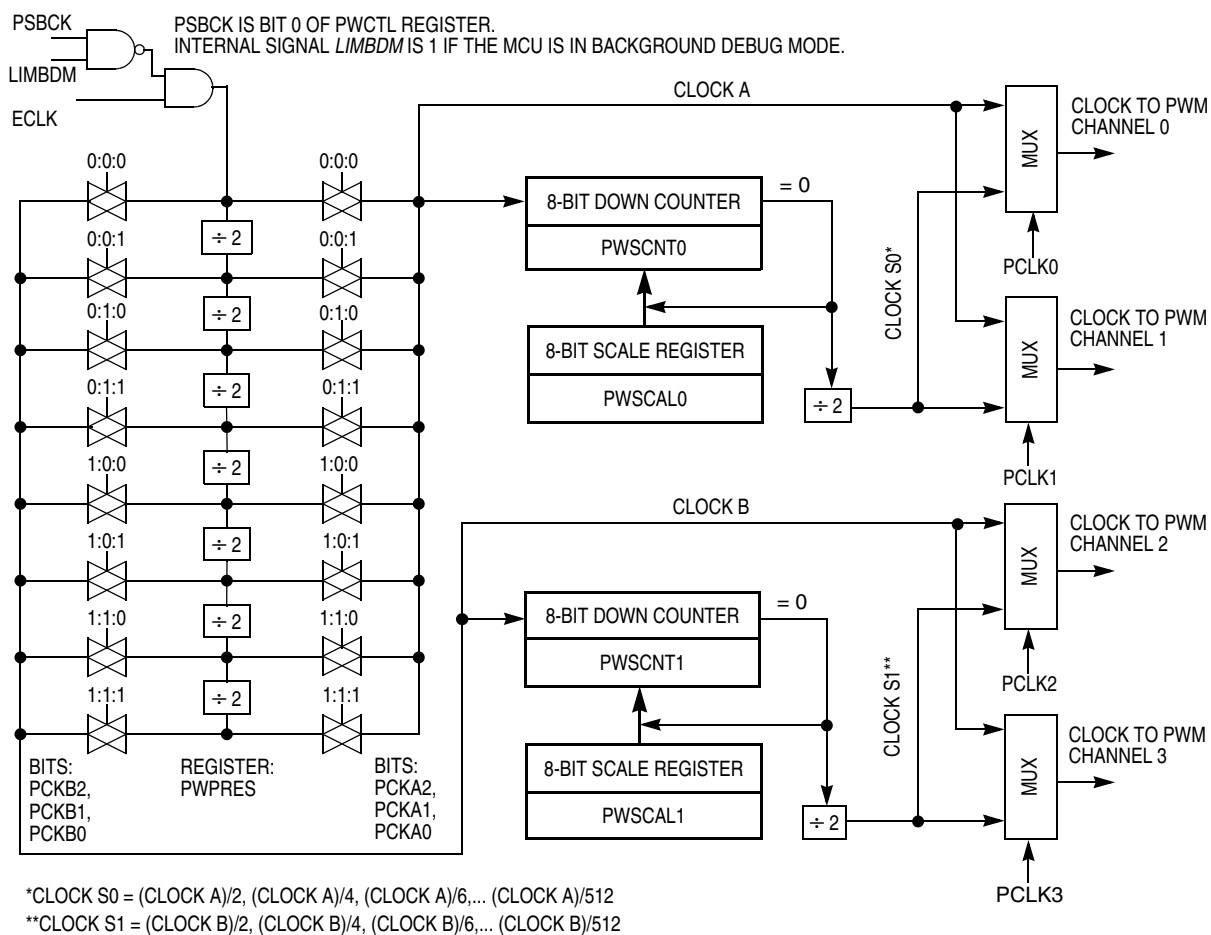 PSBCK
PSBCK IS BIT 0 OF PWCTL REGISTER.
INTERNAL SIGNAL LIMBDM IS 1 IF THE MCU IS IN BACKGROUND DEBUG MODE.
LIMBDM
ECLK
CLOCK A
CLOCK TO PWM
CHANNEL 0
MUX
PCLK0
0:0:0
0:0:0
÷ 2
0:0:1
0:0:1
÷ 2
0:1:0
0:1:0
÷ 2
0:1:1
0:1:1
÷ 2
1:0:0
1:0:0
÷ 2
1:0:1
1:0:1
÷ 2
1:1:0
1:1:0
÷ 2
1:1:1
1:1:1
8-BIT DOWN COUNTER
= 0
PWSCNT0
8-BIT SCALE REGISTER
PWSCAL0
÷ 2
CLOCK S0*
CLOCK TO PWM
CHANNEL 1
MUX
PCLK1
CLOCK B
CLOCK TO PWM
CHANNEL 2
MUX
PCLK2
8-BIT DOWN COUNTER
= 0
PWSCNT1
8-BIT SCALE REGISTER
PWSCAL1
÷ 2
CLOCK S1**
CLOCK TO PWM
CHANNEL 3
MUX
PCLK3
BITS:
PCKB2,
PCKB1,
PCKB0
REGISTER:
PWPRES
BITS:
PCKA2,
PCKA1,
PCKA0
*CLOCK S0 = (CLOCK A)/2, (CLOCK A)/4, (CLOCK A)/6,... (CLOCK A)/512
**CLOCK S1 = (CLOCK B)/2, (CLOCK B)/4, (CLOCK B)/6,... (CLOCK B)/512